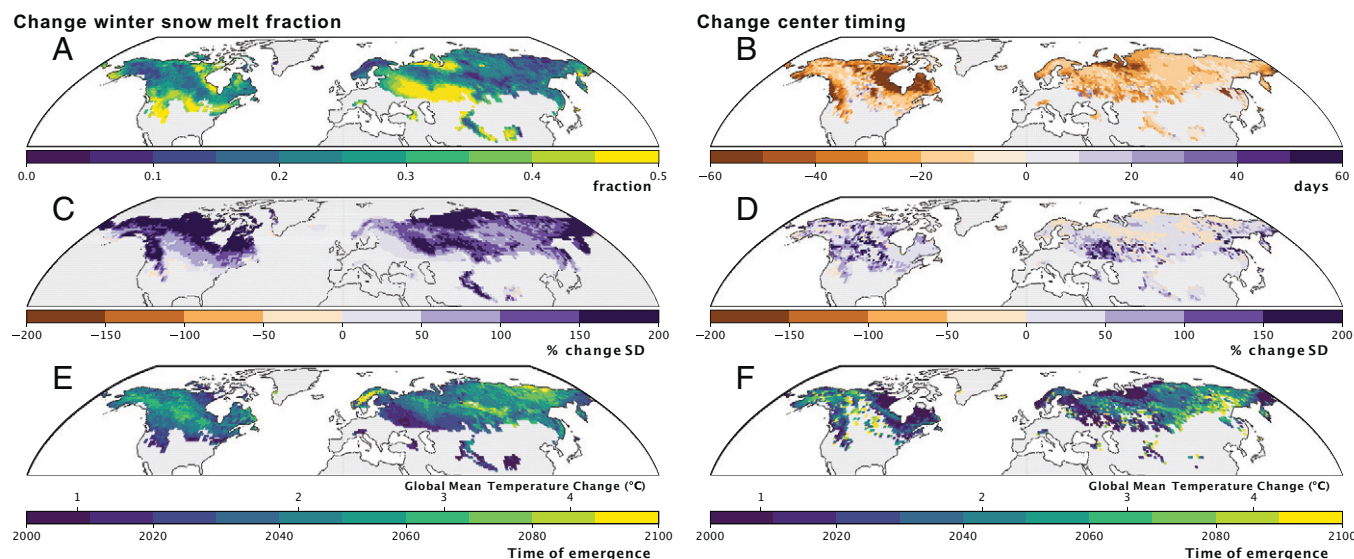 Change winter snow melt fraction
Change center timing
A
B
0.0 0.1 0.2 0.3 0.4 0.5
fraction
−60 −40 −20 0 20 40 60
days
C
D
−200 −150 −100 −50 0 50 100 150 200
% change SD
−200 −150 −100 −50 0 50 100 150 200
% change SD
E
F
Global Mean Temperature Change (°C)
1 2 3 4
2000 2020 2040 2060 2080 2100
Time of emergence
Global Mean Temperature Change (°C)
1 2 3 4
2000 2020 2040 2060 2080 2100
Time of emergence